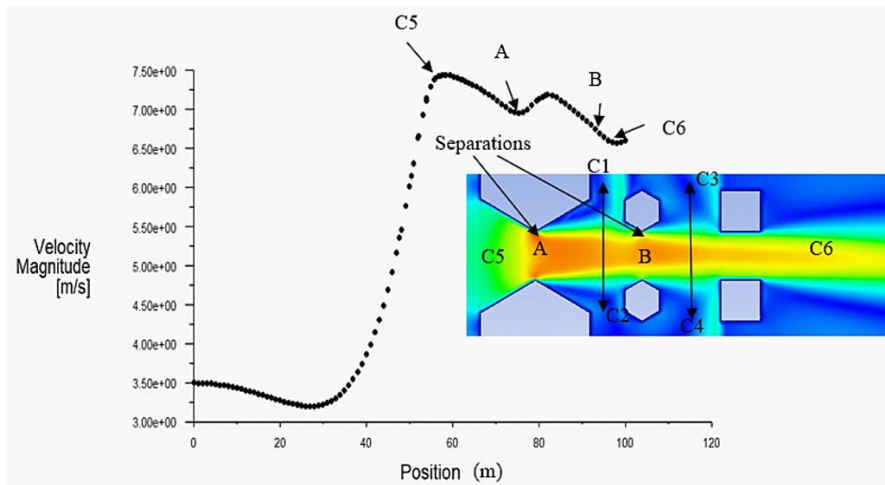 C5
A
7.50e+00
7.00e+00
B
C6
6.50e+00
Separations
C1
C3
6.00e+00
5.50e+00
Velocity
Magnitude
[m/s]
5.00e+00
C5
A
B
C6
4.50e+00
C2
C4
4.00e+00
3.50e+00
3.00e+00
0
20
40
60
80
100
120
Position (m)